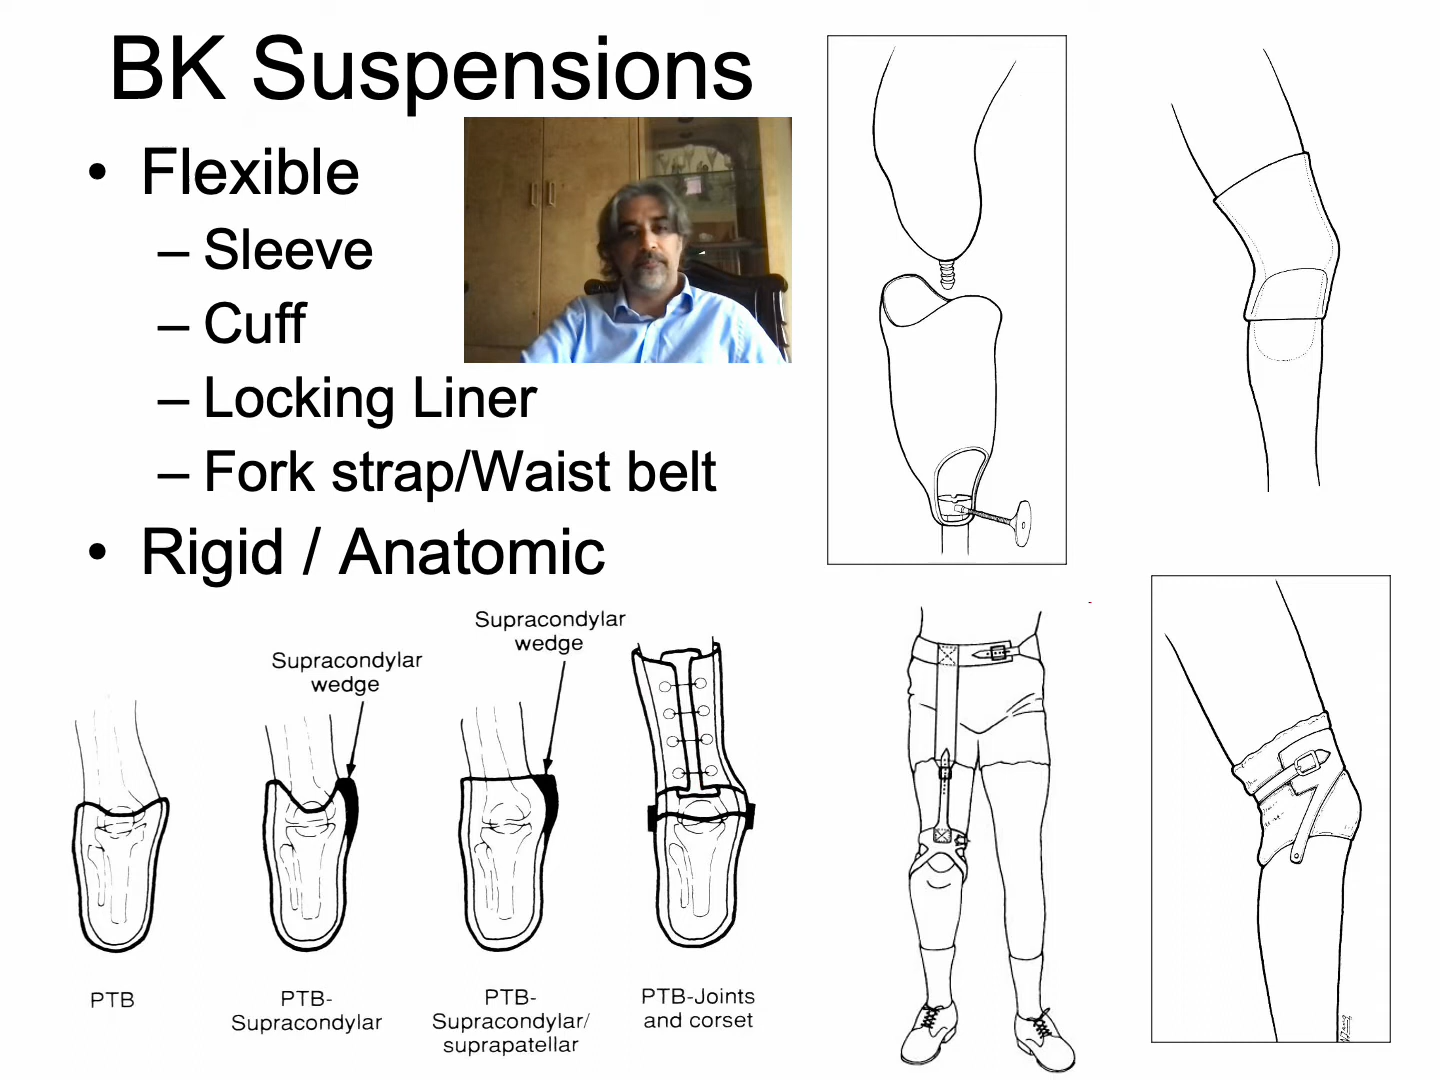 BK Suspensions
• Flexible
– Sleeve
– Cuff
– Locking Liner
– Fork strap/Waist belt
• Rigid / Anatomic
Supracondylar
wedge
Supracondylar
wedge
PTB
PTB-
Supracondylar
PTB-
Supracondylar/
suprapatellar
PTB-Joints
and corset